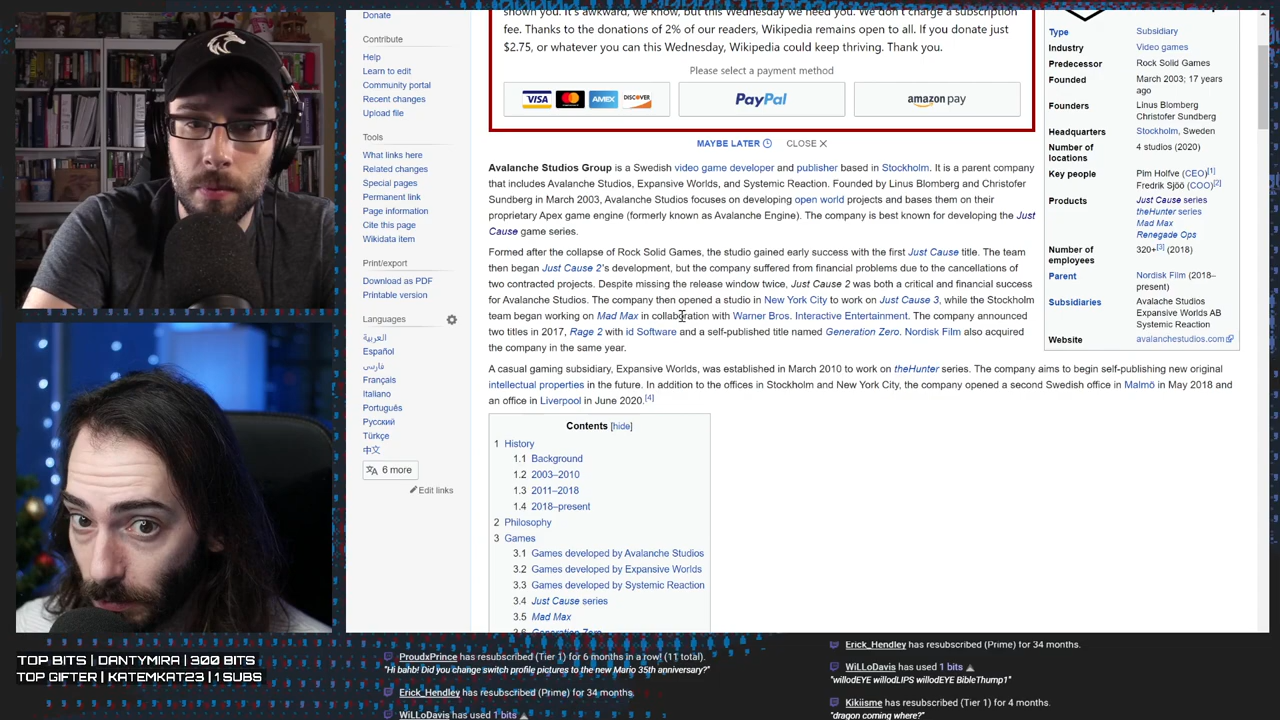 Donate
Contribute
Help
Learn to edit
Community portal
Recent changes
Upload file
Tools
What links here
Related changes
Special pages
Permanent link
Page information
Cite this page
Wikidata item
Print/export
Download as PDF
Printable version
Languages
العربية
Español
فارسی
Français
Italiano
Português
Русский
Türkçe
中文
6 more
Edit links
shown you. It's awkward, we know, but this Wednesday we need you. We don't charge a subscription
fee. Thanks to the donations of 2% of our readers, Wikipedia remains open to all. If you donate just
$2.75, or whatever you can this Wednesday, Wikipedia could keep thriving. Thank you.
Please select a payment method
VISA AMEX DISCOVER
PayPal
amazon pay
MAYBE LATER CLOSE
Avalanche Studios Group is a Swedish video game developer and publisher based in Stockholm. It is a parent company
that includes Avalanche Studios, Expansive Worlds, and Systemic Reaction. Founded by Linus Blomberg and Christofer
Sundberg in March 2003, Avalanche Studios focuses on developing open world projects and bases them on their
proprietary Apex game engine (formerly known as Avalanche Engine). The company is best known for developing the Just
Cause game series.
Formed after the collapse of Rock Solid Games, the studio gained early success with the first Just Cause title. The team
then began Just Cause 2's development, but the company suffered from financial problems due to the cancellations of
two contracted projects. Despite missing the release window twice, Just Cause 2 was both a critical and financial success
for Avalanche Studios. The company then opened a studio in New York City to work on Just Cause 3, while the Stockholm
team began working on Mad Max in collaboration with Warner Bros. Interactive Entertainment. The company announced
two titles in 2017, Rage 2 with id Software and a self-published title named Generation Zero. Nordisk Film also acquired
the company in the same year.
A casual gaming subsidiary, Expansive Worlds, was established in March 2010 to work on theHunter series. The company aims to begin self-publishing new original
intellectual properties in the future. In addition to the offices in Stockholm and New York City, the company opened a second Swedish office in Malmö in May 2018 and
an office in Liverpool in June 2020.[4]
Contents [hide]
1 History
1.1 Background
1.2 2003–2010
1.3 2011–2018
1.4 2018–present
2 Philosophy
3 Games
3.1 Games developed by Avalanche Studios
3.2 Games developed by Expansive Worlds
3.3 Games developed by Systemic Reaction
3.4 Just Cause series
3.5 Mad Max
3.6 Generation Zero
Type Subsidiary
Industry Video games
Predecessor Rock Solid Games
Founded March 2003; 17 years
ago
Founders Linus Blomberg
Christofer Sundberg
Headquarters Stockholm, Sweden
Number of 4 studios (2020)
locations
Key people Pim Holfve (CEO)[1]
Fredrik Sjöö (COO)[2]
Products Just Cause series
theHunter series
Mad Max
Renegade Ops
Number of 320+[3] (2018)
employees
Parent Nordisk Film (2018–
present)
Subsidiaries Avalache Studios
Expansive Worlds AB
Systemic Reaction
Website avalanchestudios.com
TOP BITS | DANTYMIRA | 300 BITS
TOP GIFTER | KATEMKAT23 | 1 SUBS
ProudxPrince has resubscribed (Tier 1) for 6 months in a row! (11 total).
"Hi bahb! Did you change switch profile pictures to the new Mario 35th anniversary?"
Erick_Hendley has resubscribed (Prime) for 34 months.
WiLLoDavis has used 1 bits
Erick_Hendley has resubscribed (Prime) for 34 months.
WiLLoDavis has used 1 bits
"willodEYE willodLIPS willodEYE BibleThump1"
Kikiisme has resubscribed (Tier 1) for 4 months.
"dragon coming where?"